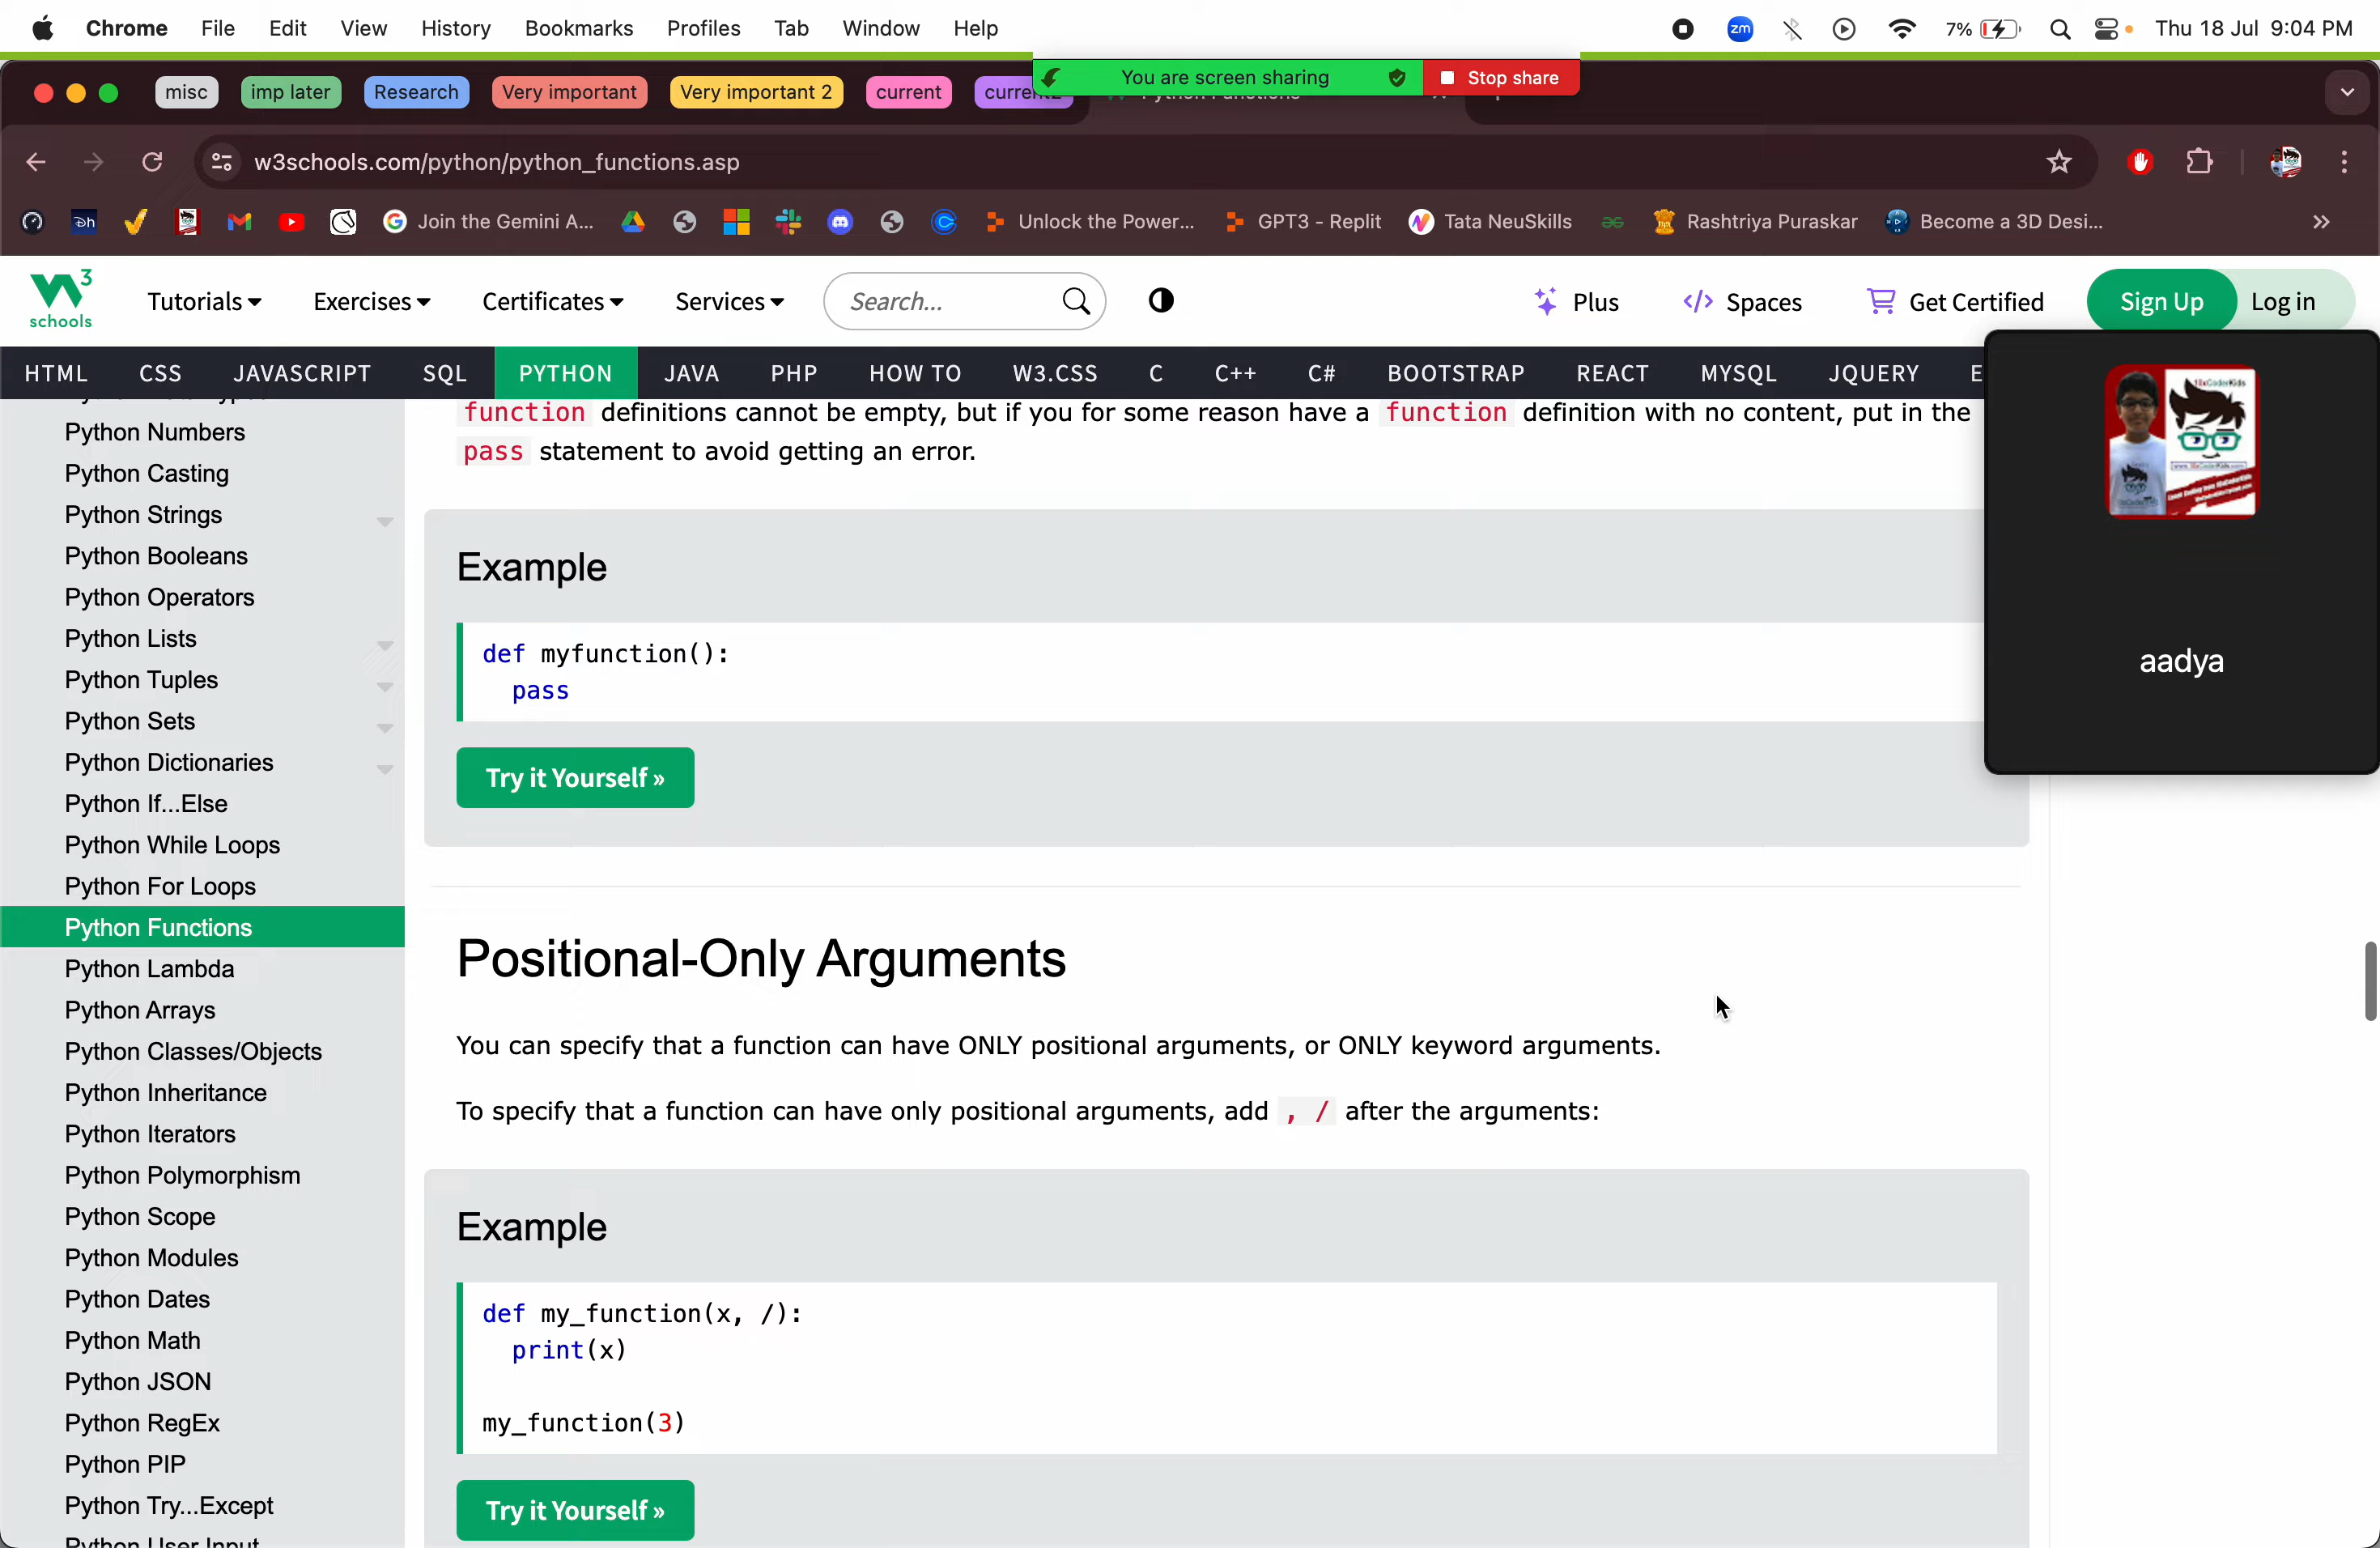 Chrome File Edit View History Bookmarks Profiles Tab Window Help zm 7% Thu 18 Jul 9:04 PM
You are screen sharing Stop share
misc imp later Research Very important Very important 2 current
w3schools.com/python/python_functions.asp
Join the Gemini A... Unlock the Power... GPT3 - Replit Tata NeuSkills Rashtriya Puraskar Become a 3D Desi...
W3 schools Tutorials Exercises Certificates Services Search... Plus Spaces Get Certified Sign Up Log in
HTML CSS JAVASCRIPT SQL PYTHON JAVA PHP HOW TO W3.CSS C C++ C# BOOTSTRAP REACT MYSQL JQUERY E
Python Numbers
Python Casting
Python Strings
Python Booleans
Python Operators
Python Lists
Python Tuples
Python Sets
Python Dictionaries
Python If...Else
Python While Loops
Python For Loops
Python Functions
Python Lambda
Python Arrays
Python Classes/Objects
Python Inheritance
Python Iterators
Python Polymorphism
Python Scope
Python Modules
Python Dates
Python Math
Python JSON
Python RegEx
Python PIP
Python Try...Except
Python User Input
function definitions cannot be empty, but if you for some reason have a function definition with no content, put in the
pass statement to avoid getting an error.
Example
def myfunction():
pass
Try it Yourself »
Positional-Only Arguments
You can specify that a function can have ONLY positional arguments, or ONLY keyword arguments.
To specify that a function can have only positional arguments, add , / after the arguments:
Example
def my_function(x, /):
print(x)
my_function(3)
Try it Yourself »
aadya